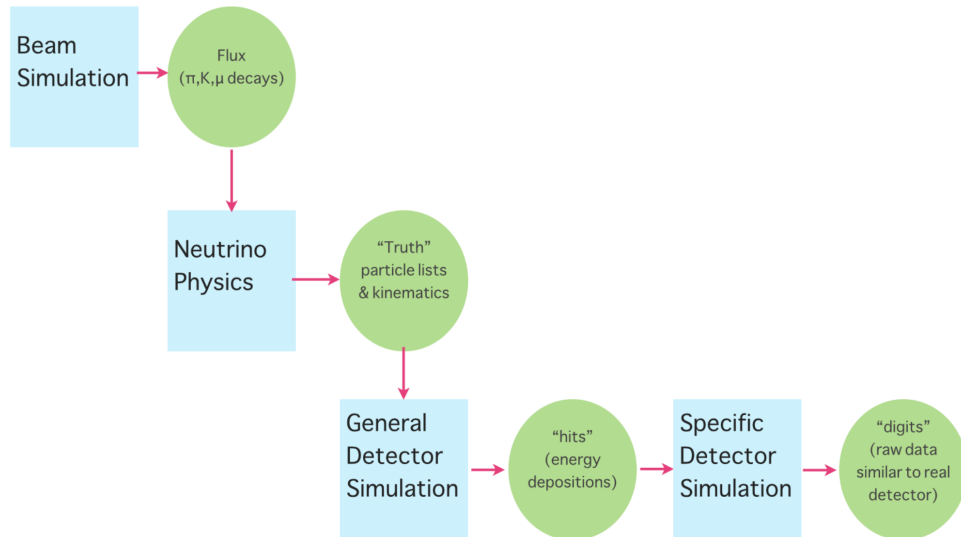 Beam
Simulation
Flux
(π,K,μ decays)
Neutrino
Physics
“Truth”
particle lists
& kinematics
General
Detector
Simulation
“hits”
(energy
depositions)
Specific
Detector
Simulation
“digits”
(raw data
similar to real
detector)